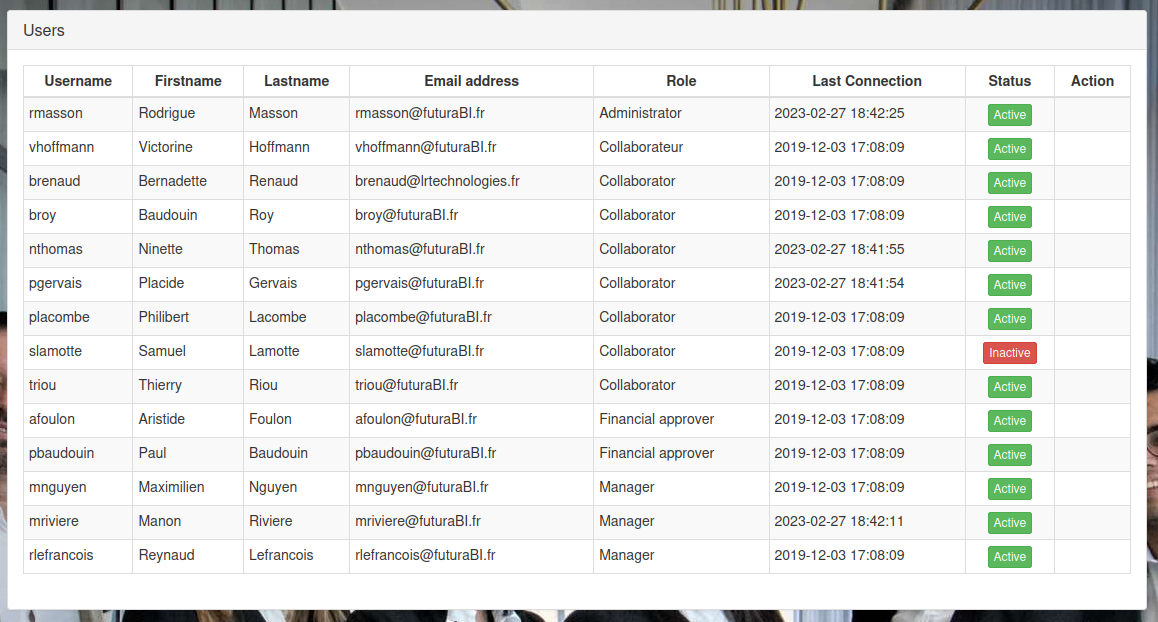 Users
Username Firstname Lastname Email address Role Last Connection Status Action
rmasson Rodrigue Masson rmasson@futuraBI.fr Administrator 2023-02-27 18:42:25 Active
vhoffmann Victorine Hoffmann vhoffmann@futuraBI.fr Collaborateur 2019-12-03 17:08:09 Active
brenaud Bernadette Renaud brenaud@lrtechnologies.fr Collaborator 2019-12-03 17:08:09 Active
broy Baudouin Roy broy@futuraBI.fr Collaborator 2019-12-03 17:08:09 Active
nthomas Ninette Thomas nthomas@futuraBI.fr Collaborator 2023-02-27 18:41:55 Active
pgervais Placide Gervais pgervais@futuraBI.fr Collaborator 2023-02-27 18:41:54 Active
placombe Philibert Lacombe placombe@futuraBI.fr Collaborator 2019-12-03 17:08:09 Active
slamotte Samuel Lamotte slamotte@futuraBI.fr Collaborator 2019-12-03 17:08:09 Inactive
triou Thierry Riou triou@futuraBI.fr Collaborator 2019-12-03 17:08:09 Active
afoulon Aristide Foulon afoulon@futuraBI.fr Financial approver 2019-12-03 17:08:09 Active
pbaudouin Paul Baudouin pbaudouin@futuraBI.fr Financial approver 2019-12-03 17:08:09 Active
mnguyen Maximilien Nguyen mnguyen@futuraBI.fr Manager 2019-12-03 17:08:09 Active
mriviere Manon Riviere mriviere@futuraBI.fr Manager 2023-02-27 18:42:11 Active
rlefrancois Reynaud Lefrancois rlefrancois@futuraBI.fr Manager 2019-12-03 17:08:09 Active